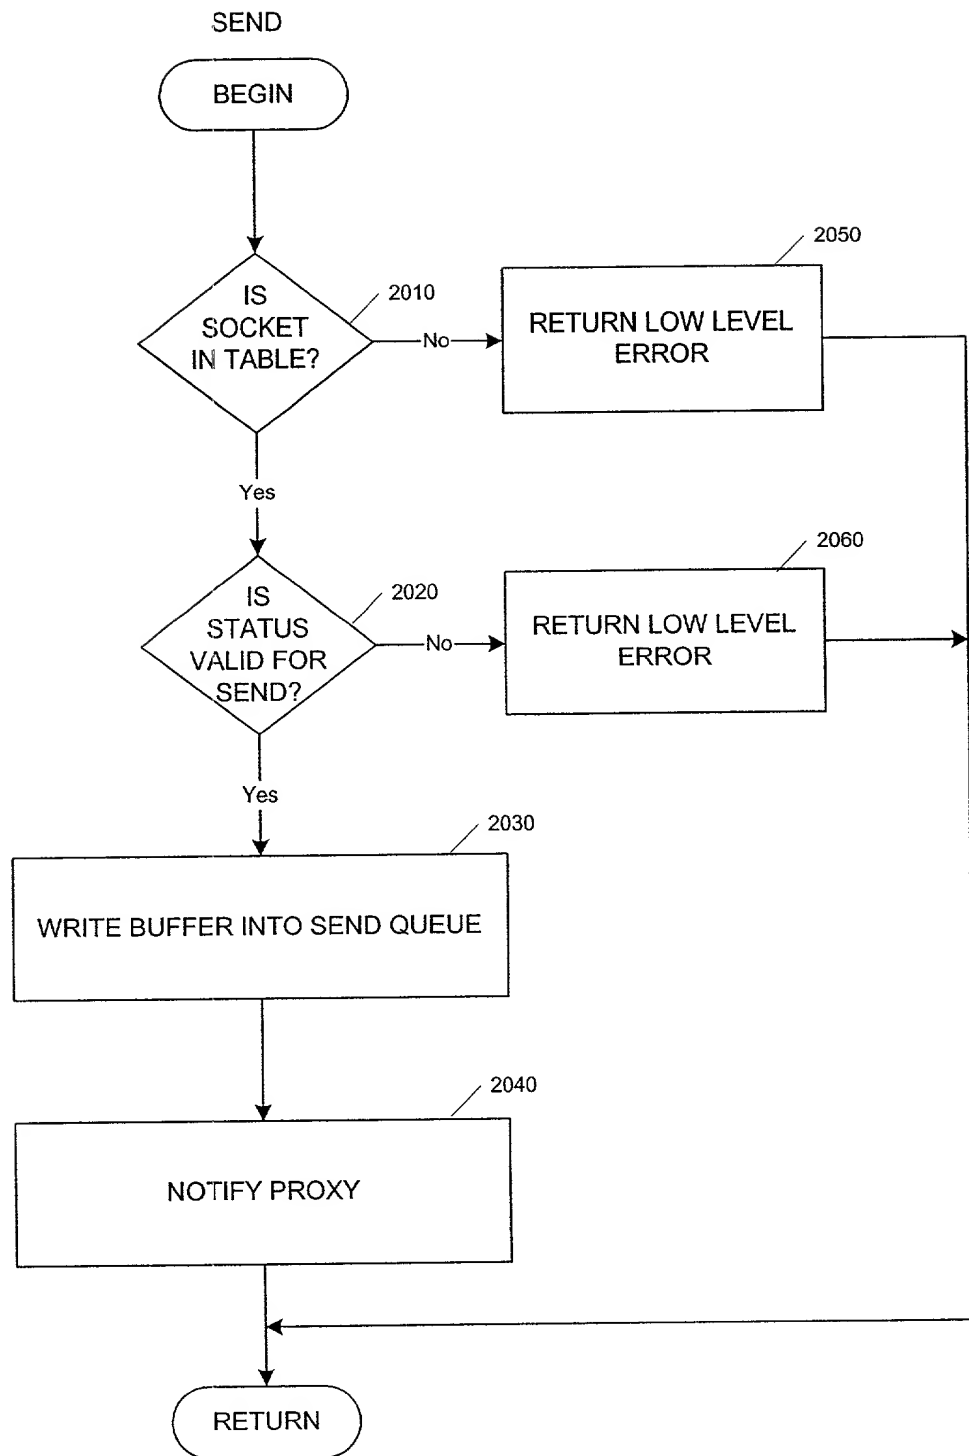 SEND
BEGIN
2050
IS
SOCKET
IN TABLE?
2010
No
RETURN LOW LEVEL
ERROR
Yes
2060
IS
STATUS
VALID FOR
SEND?
2020
No
RETURN LOW LEVEL
ERROR
Yes
2030
WRITE BUFFER INTO SEND QUEUE
2040
NOTIFY PROXY
RETURN